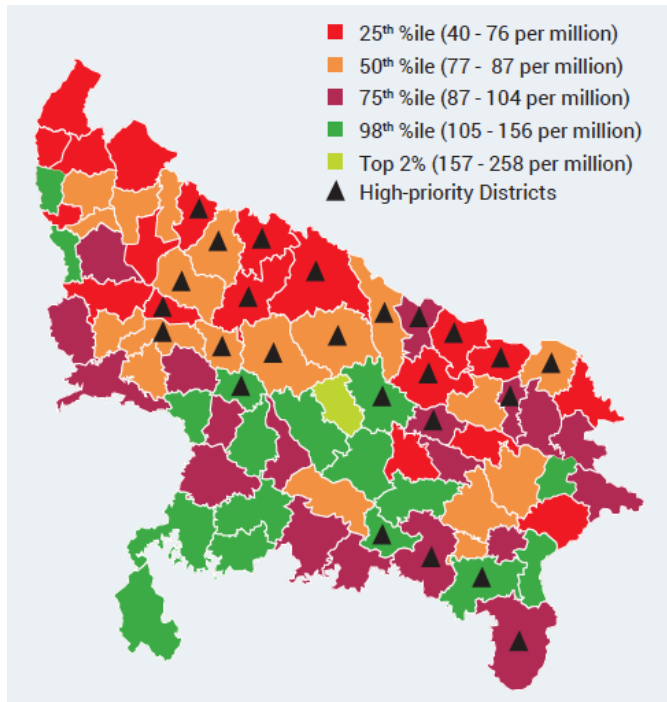 25th %ile (40 - 76 per million)
50th %ile (77 - 87 per million)
75th %ile (87 - 104 per million)
98th %ile (105 - 156 per million)
Top 2% (157 - 258 per million)
High-priority Districts